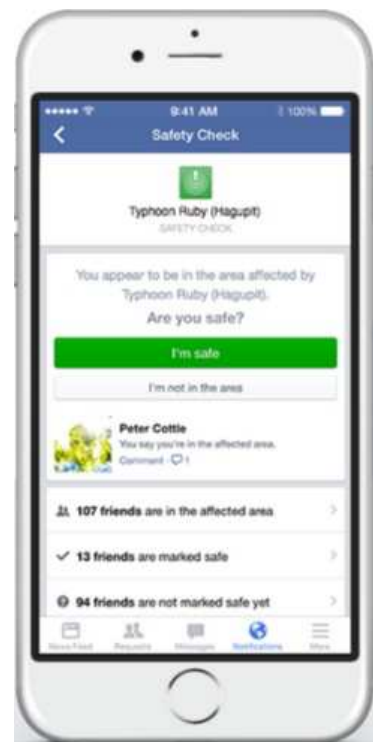 9:41 AM
100%
Safety Check
Typhoon Ruby (Hagupit)
SAFETY CHECK
You appear to be in the area affected by
Typhoon Ruby (Hagupit).
Are you safe?
I'm safe
I'm not in the area
Peter Cottle
You say you're in the affected area.
Comment · 1
107 friends are in the affected area
13 friends are marked safe
94 friends are not marked safe yet
News Feed
Requests
Messages
Notifications
More